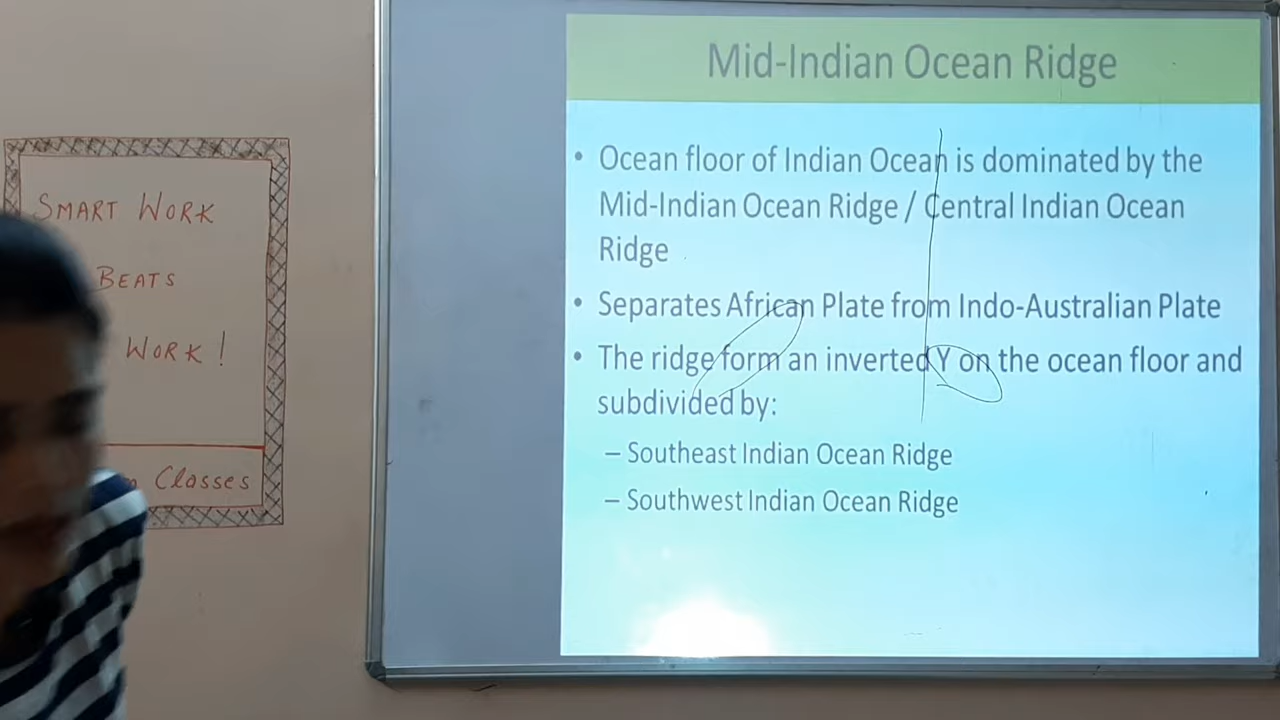 SMART WORK
BEATS
WORK!
Classes
Mid-Indian Ocean Ridge
• Ocean floor of Indian Ocean is dominated by the
Mid-Indian Ocean Ridge / Central Indian Ocean
Ridge
• Separates African Plate from Indo-Australian Plate
• The ridge form an inverted Y on the ocean floor and
subdivided by:
– Southeast Indian Ocean Ridge
– Southwest Indian Ocean Ridge